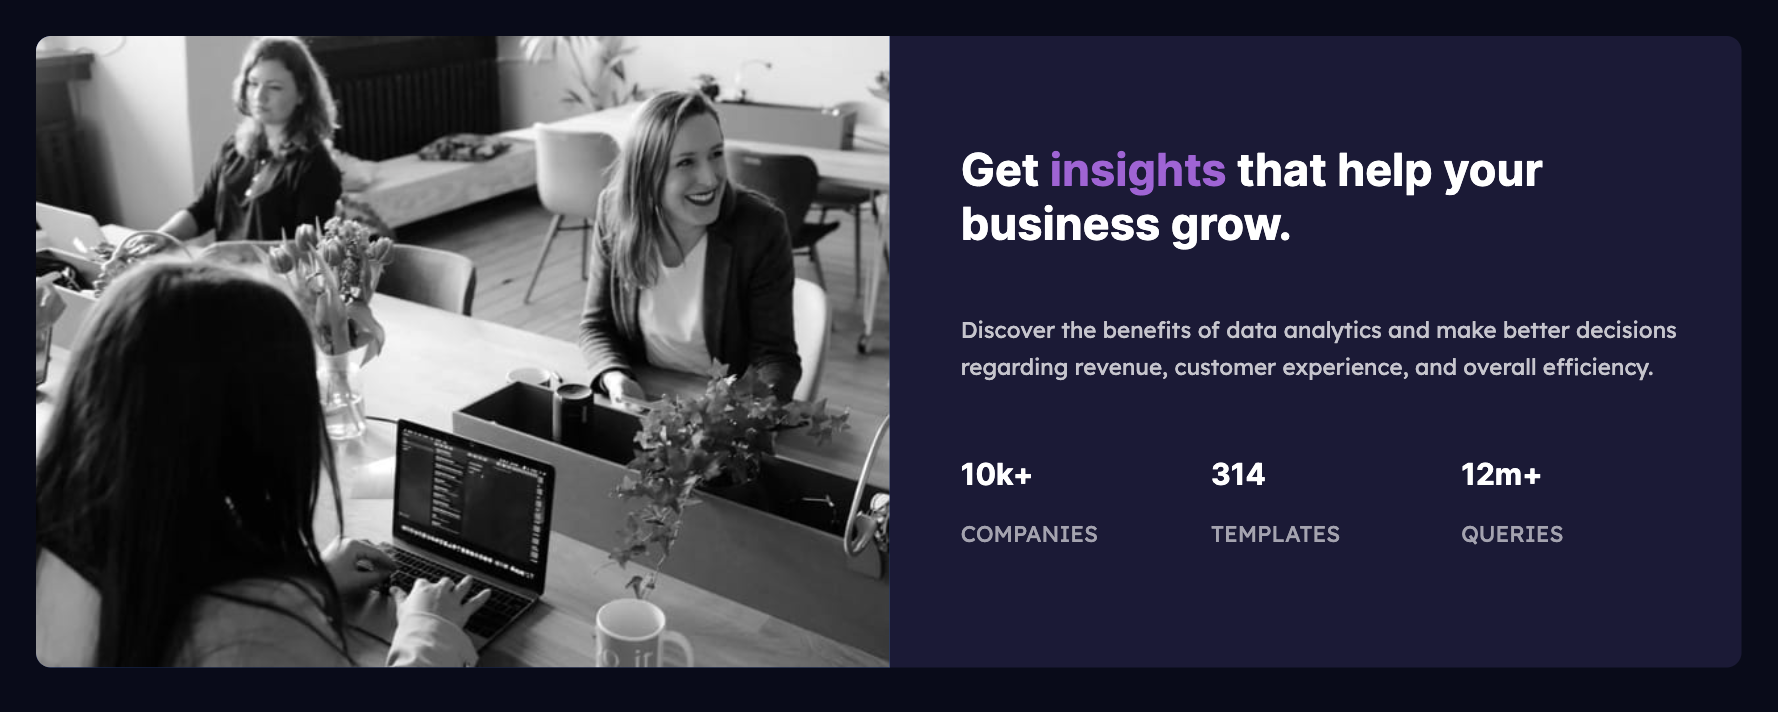 Get insights that help your
business grow.
Discover the benefits of data analytics and make better decisions
regarding revenue, customer experience, and overall efficiency.
10k+ 314 12m+
COMPANIES TEMPLATES QUERIES